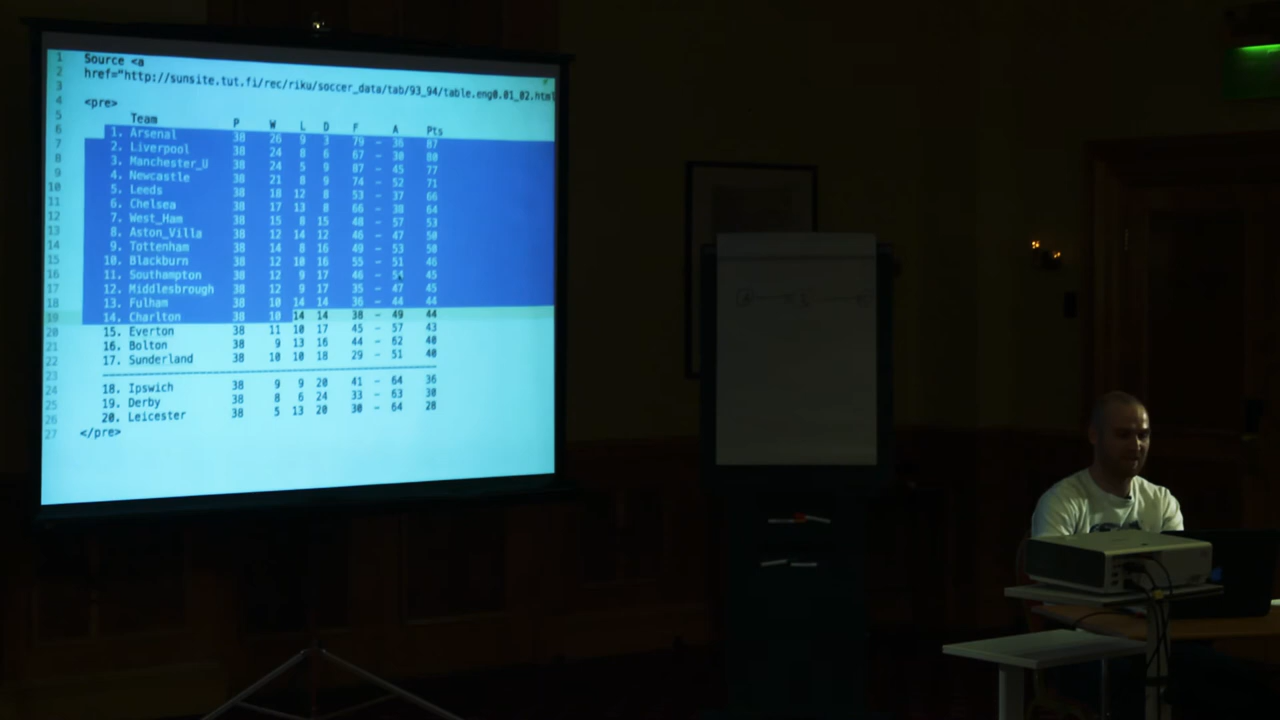 1 Source <a
2 href="http://sunsite.tut.fi/rec/riku/soccer_data/tab/93_94/table.eng0.01_02.html
3
4 <pre>
5 Team P W L D F A Pts
6 1. Arsenal 38 26 9 3 79 - 36 87
7 2. Liverpool 38 24 8 6 67 - 30 80
8 3. Manchester_U 38 24 5 9 87 - 45 77
9 4. Newcastle 38 21 8 9 74 - 52 71
10 5. Leeds 38 18 12 8 53 - 37 66
11 6. Chelsea 38 17 13 8 66 - 38 64
12 7. West_Ham 38 15 8 15 48 - 57 53
13 8. Aston_Villa 38 12 14 12 46 - 47 50
14 9. Tottenham 38 14 8 16 49 - 53 50
15 10. Blackburn 38 12 10 16 55 - 51 46
16 11. Southampton 38 12 9 17 46 - 54 45
17 12. Middlesbrough 38 12 9 17 35 - 47 45
18 13. Fulham 38 10 14 14 36 - 44 44
19 14. Charlton 38 10 14 14 38 - 49 44
20 15. Everton 38 11 10 17 45 - 57 43
21 16. Bolton 38 9 13 16 44 - 62 40
22 17. Sunderland 38 10 10 18 29 - 51 40
23 -------------------------------------------------------
24 18. Ipswich 38 9 9 20 41 - 64 36
25 19. Derby 38 8 6 24 33 - 63 30
26 20. Leicester 38 5 13 20 30 - 64 28
27 </pre>